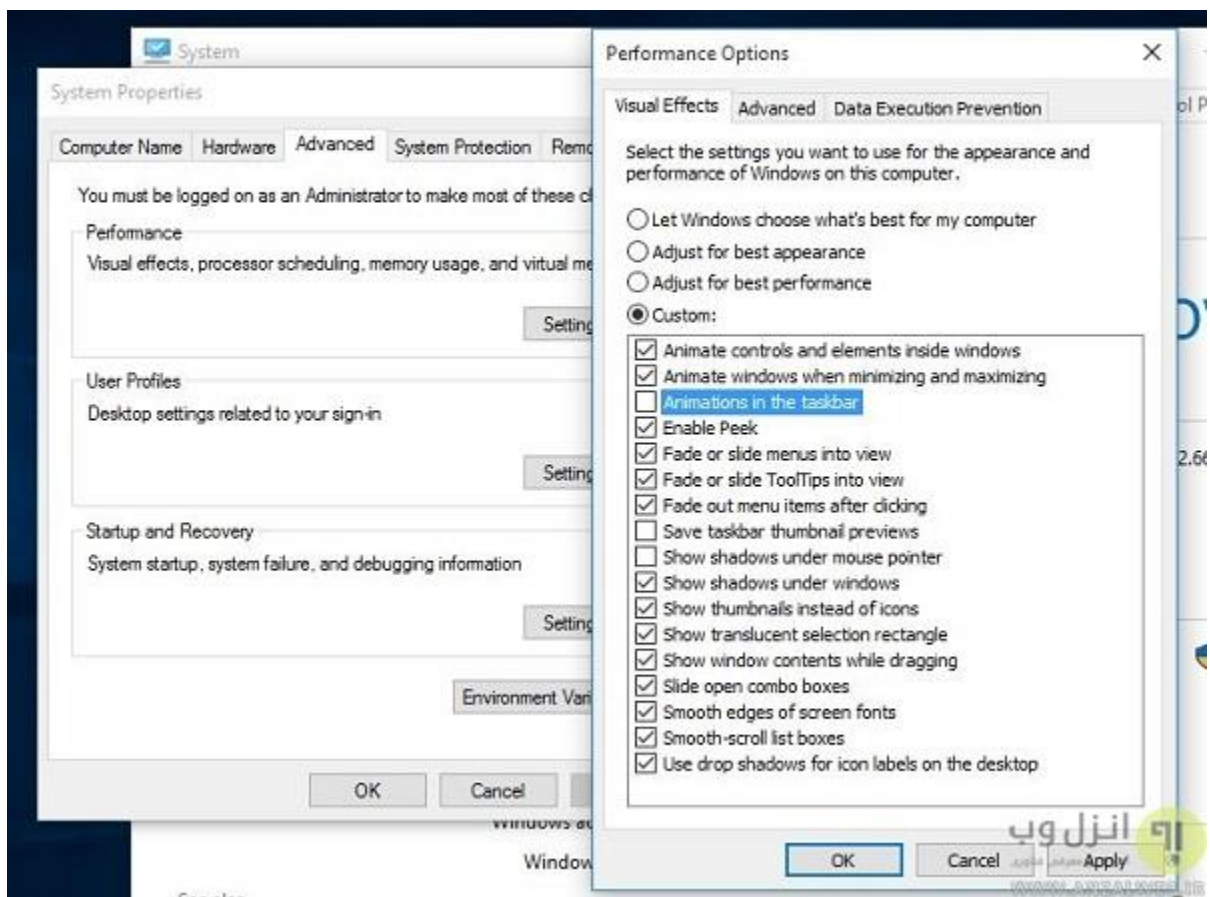 System
System Properties
Computer Name
Hardware
Advanced
System Protection
You must be logged on as an Administrator to make most of these
Performance
Visual effects, processor scheduling, memory usage, and virtual
User Profiles
Desktop settings related to your sign-in
Startup and Recovery
System startup, system failure, and debugging information
Environment
OK
Cancel
Performance Options
Visual Effects
Advanced
Data Execution Prevention
Select the settings you want to use for the appearance and
performance of Windows on this computer.
Let Windows choose what's best for my computer
Adjust for best appearance
Adjust for best performance
Custom:
Animate controls and elements inside windows
Animate windows when minimizing and maximizing
Animations in the taskbar
Enable Peek
Fade or slide menus into view
Fade or slide ToolTips into view
Fade out menu items after clicking
Save taskbar thumbnail previews
Show shadows under mouse pointer
Show shadows under windows
Show thumbnails instead of icons
Show translucent selection rectangle
Show window contents while dragging
Slide open combo boxes
Smooth edges of screen fonts
Smooth-scroll list boxes
Use drop shadows for icon labels on the desktop
OK
Cancel
Apply
انزل وب